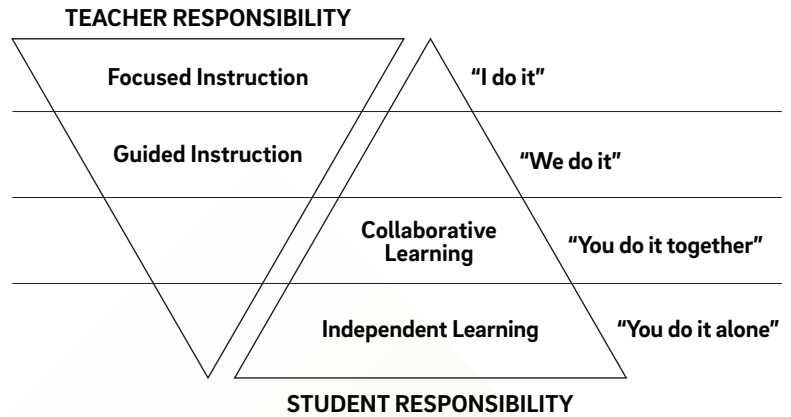 TEACHER RESPONSIBILITY
Focused Instruction
“I do it”
Guided Instruction
“We do it”
Collaborative
Learning
“You do it together”
Independent Learning
“You do it alone”
STUDENT RESPONSIBILITY